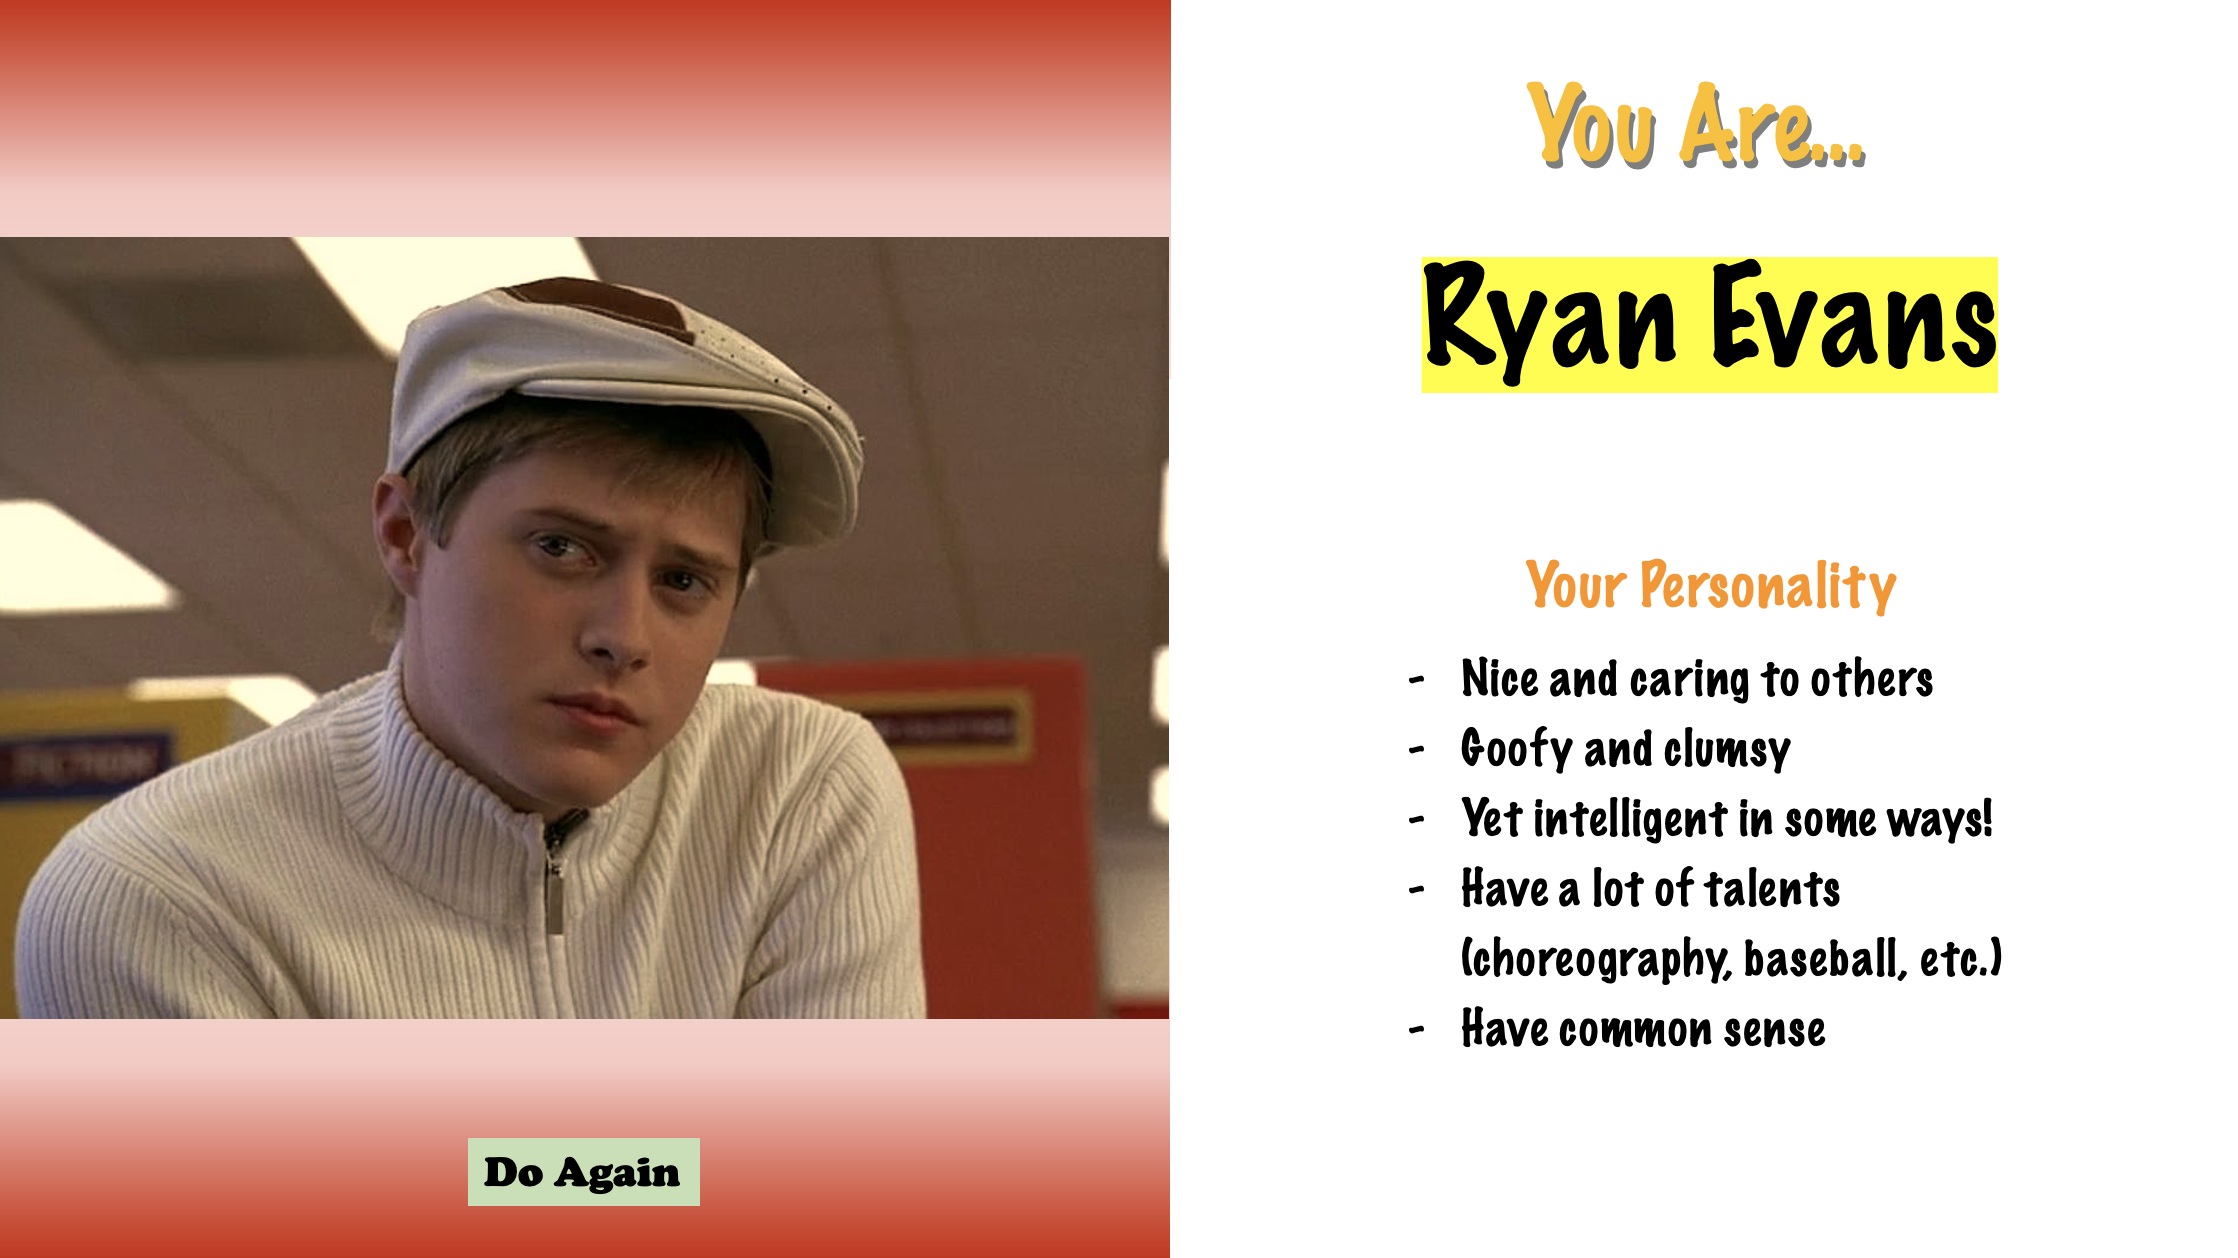 You Are...
Ryan Evans
Your Personality
- Nice and caring to others
- Goofy and clumsy
- Yet intelligent in some ways!
- Have a lot of talents
(choreography, baseball, etc.)
- Have common sense
FICTION
Do Again